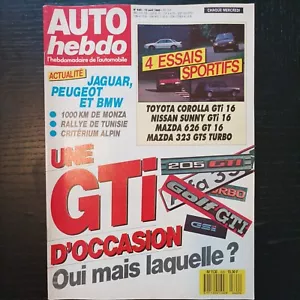 AUTO
hebdo
l'hebdomadaire de l'automobile
CHAQUE MERCREDI
ACTUALITÉ
JAGUAR,
PEUGEOT
ET BMW
1000 KM DE MONZA
RALLYE DE TUNISIE
CRITÉRIUM ALPIN
4 ESSAIS
SPORTIFS
TOYOTA COROLLA GTi 16
NISSAN SUNNY GTi 16
MAZDA 626 GT 16
MAZDA 323 GTS TURBO
UNE
GTi
D'OCCASION
Oui mais laquelle ?
205 GTI
TURBO
Golf GTI
GSi